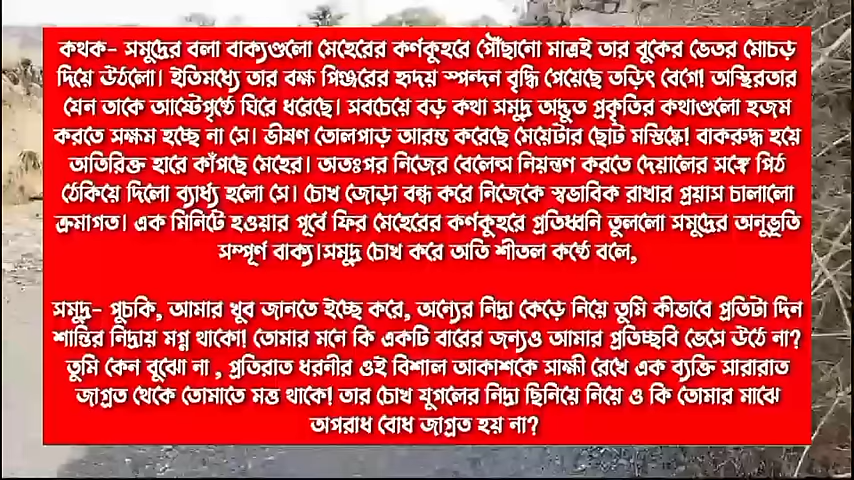 কথক- সমুদ্রের বলা বাক্যগুলো মেহেরের কর্ণকুহরে পৌঁছানো মাত্রই তার বুকের ভেতর মোচড়
দিয়ে উঠলো। ইতিমধ্যে তার বক্ষ পিঞ্জরের হৃদয় স্পন্দন বৃদ্ধি পেয়েছে তড়িৎ বেগে! অস্থিরতার
যেন তাকে আষ্টেপৃষ্ঠে ঘিরে ধরেছে। সবচেয়ে বড় কথা সমুদ্র অদ্ভুত প্রকৃতির কথাগুলো হজম
করতে সক্ষম হচ্ছে না সে। ভীষণ তোলপাড় আরম্ভ করেছে মেয়েটার ছোট মস্তিষ্কে! বাকরুদ্ধ হয়ে
অতিরিক্ত হারে কাঁপছে মেহের। অতঃপর নিজের বেলেন্স নিয়ন্ত্রণ করতে দেয়ালের সঙ্গে পিঠ
ঠেকিয়ে দিলো ব্যাধ্য হলো সে। চোখ জোড়া বন্ধ করে নিজেকে স্বভাবিক রাখার প্রয়াস চালালো
ক্রমাগত। এক মিনিটে হওয়ার পূর্বে ফির মেহেরের কর্ণকুহরে প্রতিধ্বনি তুললো সমুদ্রের অনুভূতি
সম্পূর্ণ বাক্য।সমুদ্র চোখ করে অতি শীতল কন্ঠে বলে,
সমুদ্র- পুচকি, আমার খুব জানতে ইচ্ছে করে, অন্যের নিদ্রা কেড়ে নিয়ে তুমি কীভাবে প্রতিটা দিন
শান্তির নিদ্রায় মগ্ন থাকো! তোমার মনে কি একটি বারের জন্যও আমার প্রতিচ্ছবি ভেসে উঠে না?
তুমি কেন বুঝো না , প্রতিরাত ধরনীর ওই বিশাল আকাশকে সাক্ষী রেখে এক ব্যক্তি সারারাত
জাগ্রত থেকে তোমাতে মত্ত থাকে! তার চোখ যুগলের নিদ্রা ছিনিয়ে নিয়ে ও কি তোমার মাঝে
অপরাধ বোধ জাগ্রত হয় না?